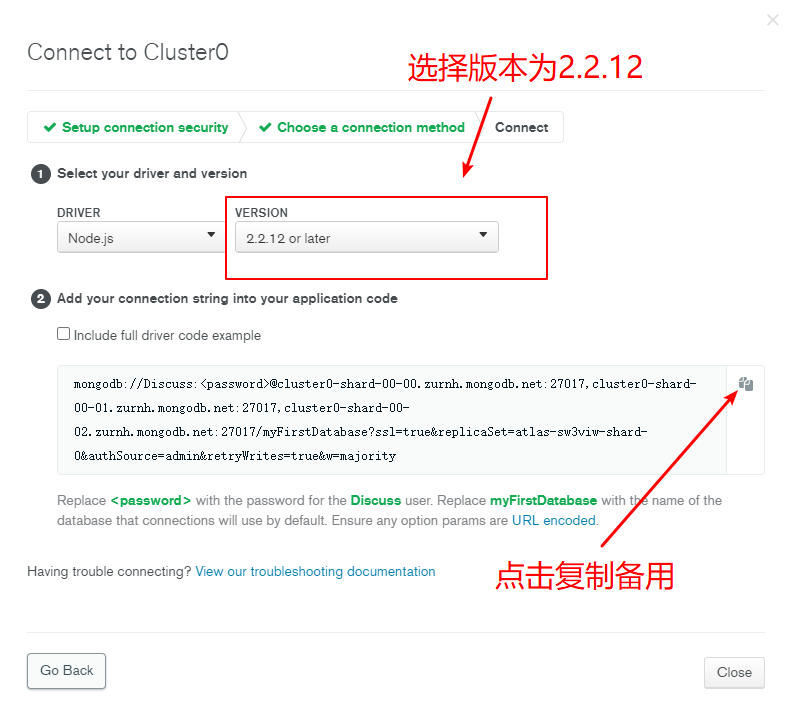 Connect to Cluster0
选择版本为2.2.12
Setup connection security
Choose a connection method
Connect
1 Select your driver and version
DRIVER
VERSION
Node.js
2.2.12 or later
2 Add your connection string into your application code
Include full driver code example
mongodb://Discuss:<password>@cluster0-shard-00-00.zurnh.mongodb.net:27017,cluster0-shard-
00-01.zurnh.mongodb.net:27017,cluster0-shard-00-
02.zurnh.mongodb.net:27017/myFirstDatabase?ssl=true&replicaSet=atlas-sw3viw-shard-
0&authSource=admin&retryWrites=true&w=majority
Replace <password> with the password for the Discuss user. Replace myFirstDatabase with the name of the
database that connections will use by default. Ensure any option params are URL encoded.
Having trouble connecting? View our troubleshooting documentation
点击复制备用
Go Back
Close